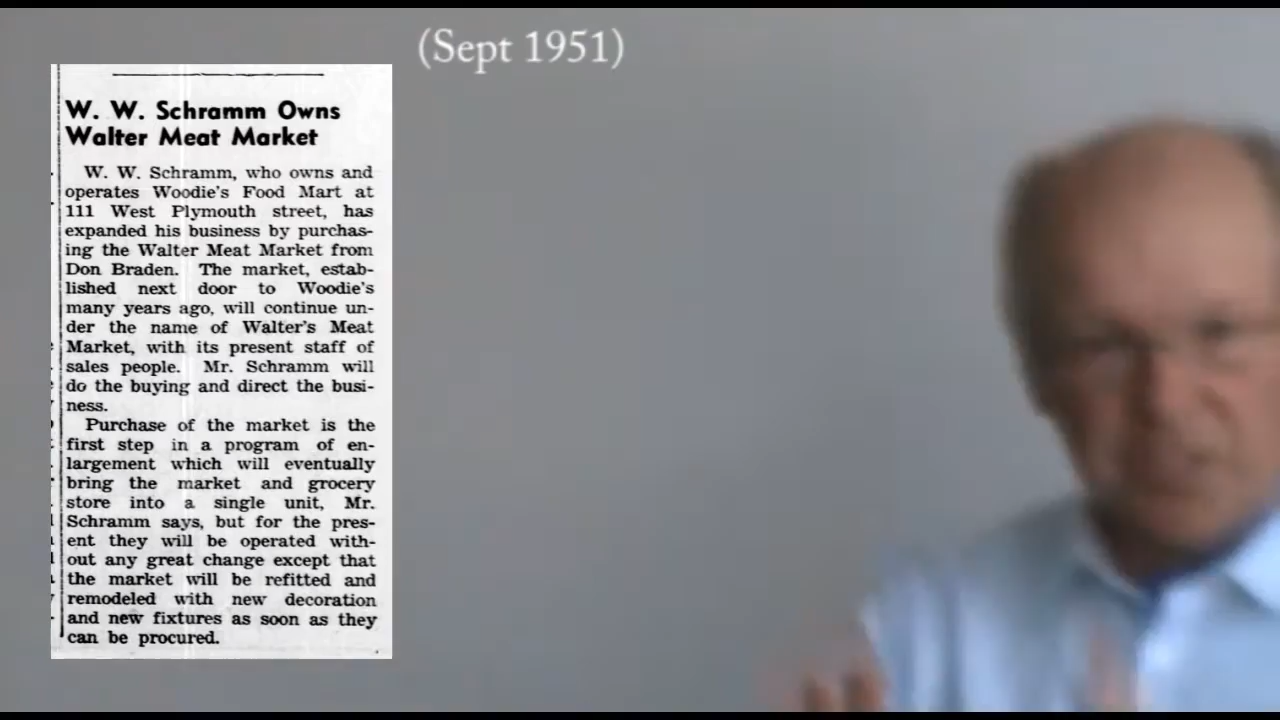 (Sept 1951)
W. W. Schramm Owns
Walter Meat Market
W. W. Schramm, who owns and
operates Woodie's Food Mart at
111 West Plymouth street, has
expanded his business by purchas-
ing the Walter Meat Market from
Don Braden. The market, estab-
lished next door to Woodie's
many years ago, will continue un-
der the name of Walter's Meat
Market, with its present staff of
sales people. Mr. Schramm will
do the buying and direct the busi-
ness.
Purchase of the market is the
first step in a program of en-
largement which will eventually
bring the market and grocery
store into a single unit, Mr.
Schramm says, but for the pres-
ent they will be operated with-
out any great change except that
the market will be refitted and
remodeled with new decoration
and new fixtures as soon as they
can be procured.